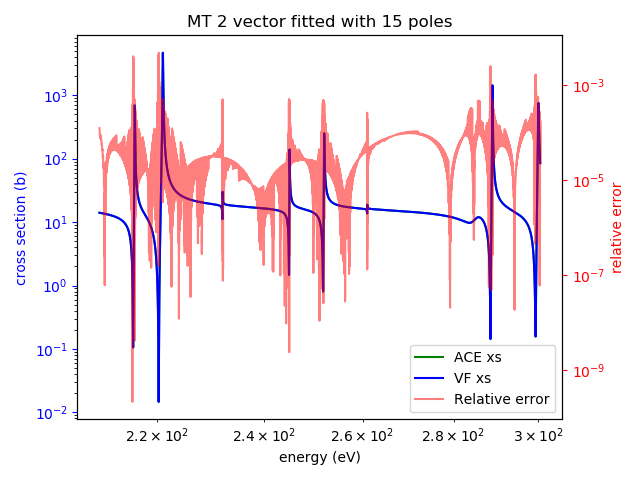 MT 2 vector fitted with 15 poles
cross section (b)
10³
10²
10¹
10⁰
10⁻¹
10⁻²
10⁻³
10⁻⁵
10⁻⁷
10⁻⁹
relative error
ACE xs
VF xs
Relative error
2.2 × 10² 2.4 × 10² 2.6 × 10² 2.8 × 10² 3 × 10²
energy (eV)